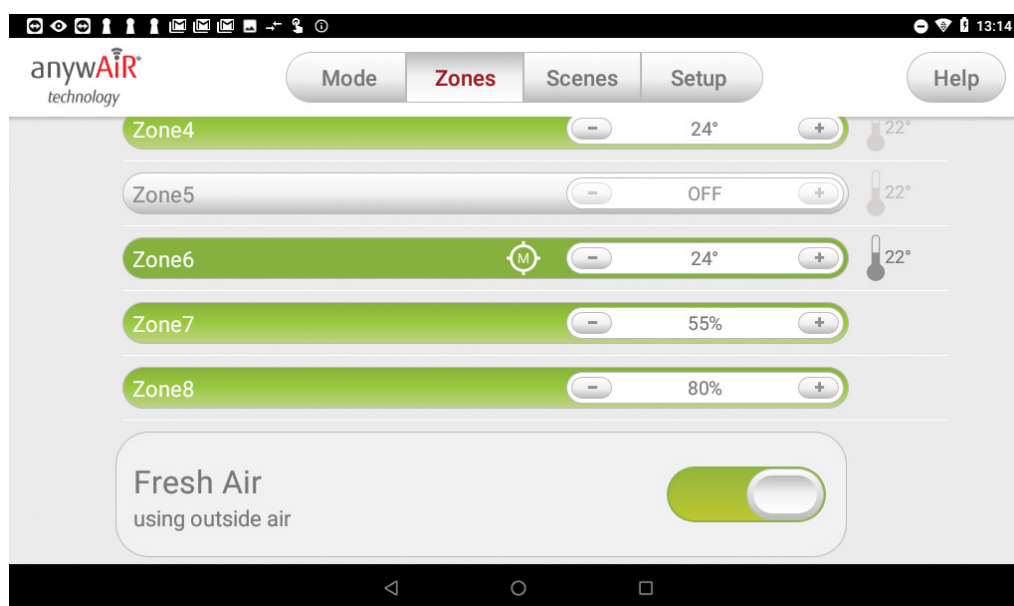 13:14
anywAiR®
technology
Mode Zones Scenes Setup Help
Zone4 - 24° + 22°
Zone5 - OFF + 22°
Zone6 M - 24° + 22°
Zone7 - 55% +
Zone8 - 80% +
Fresh Air
using outside air